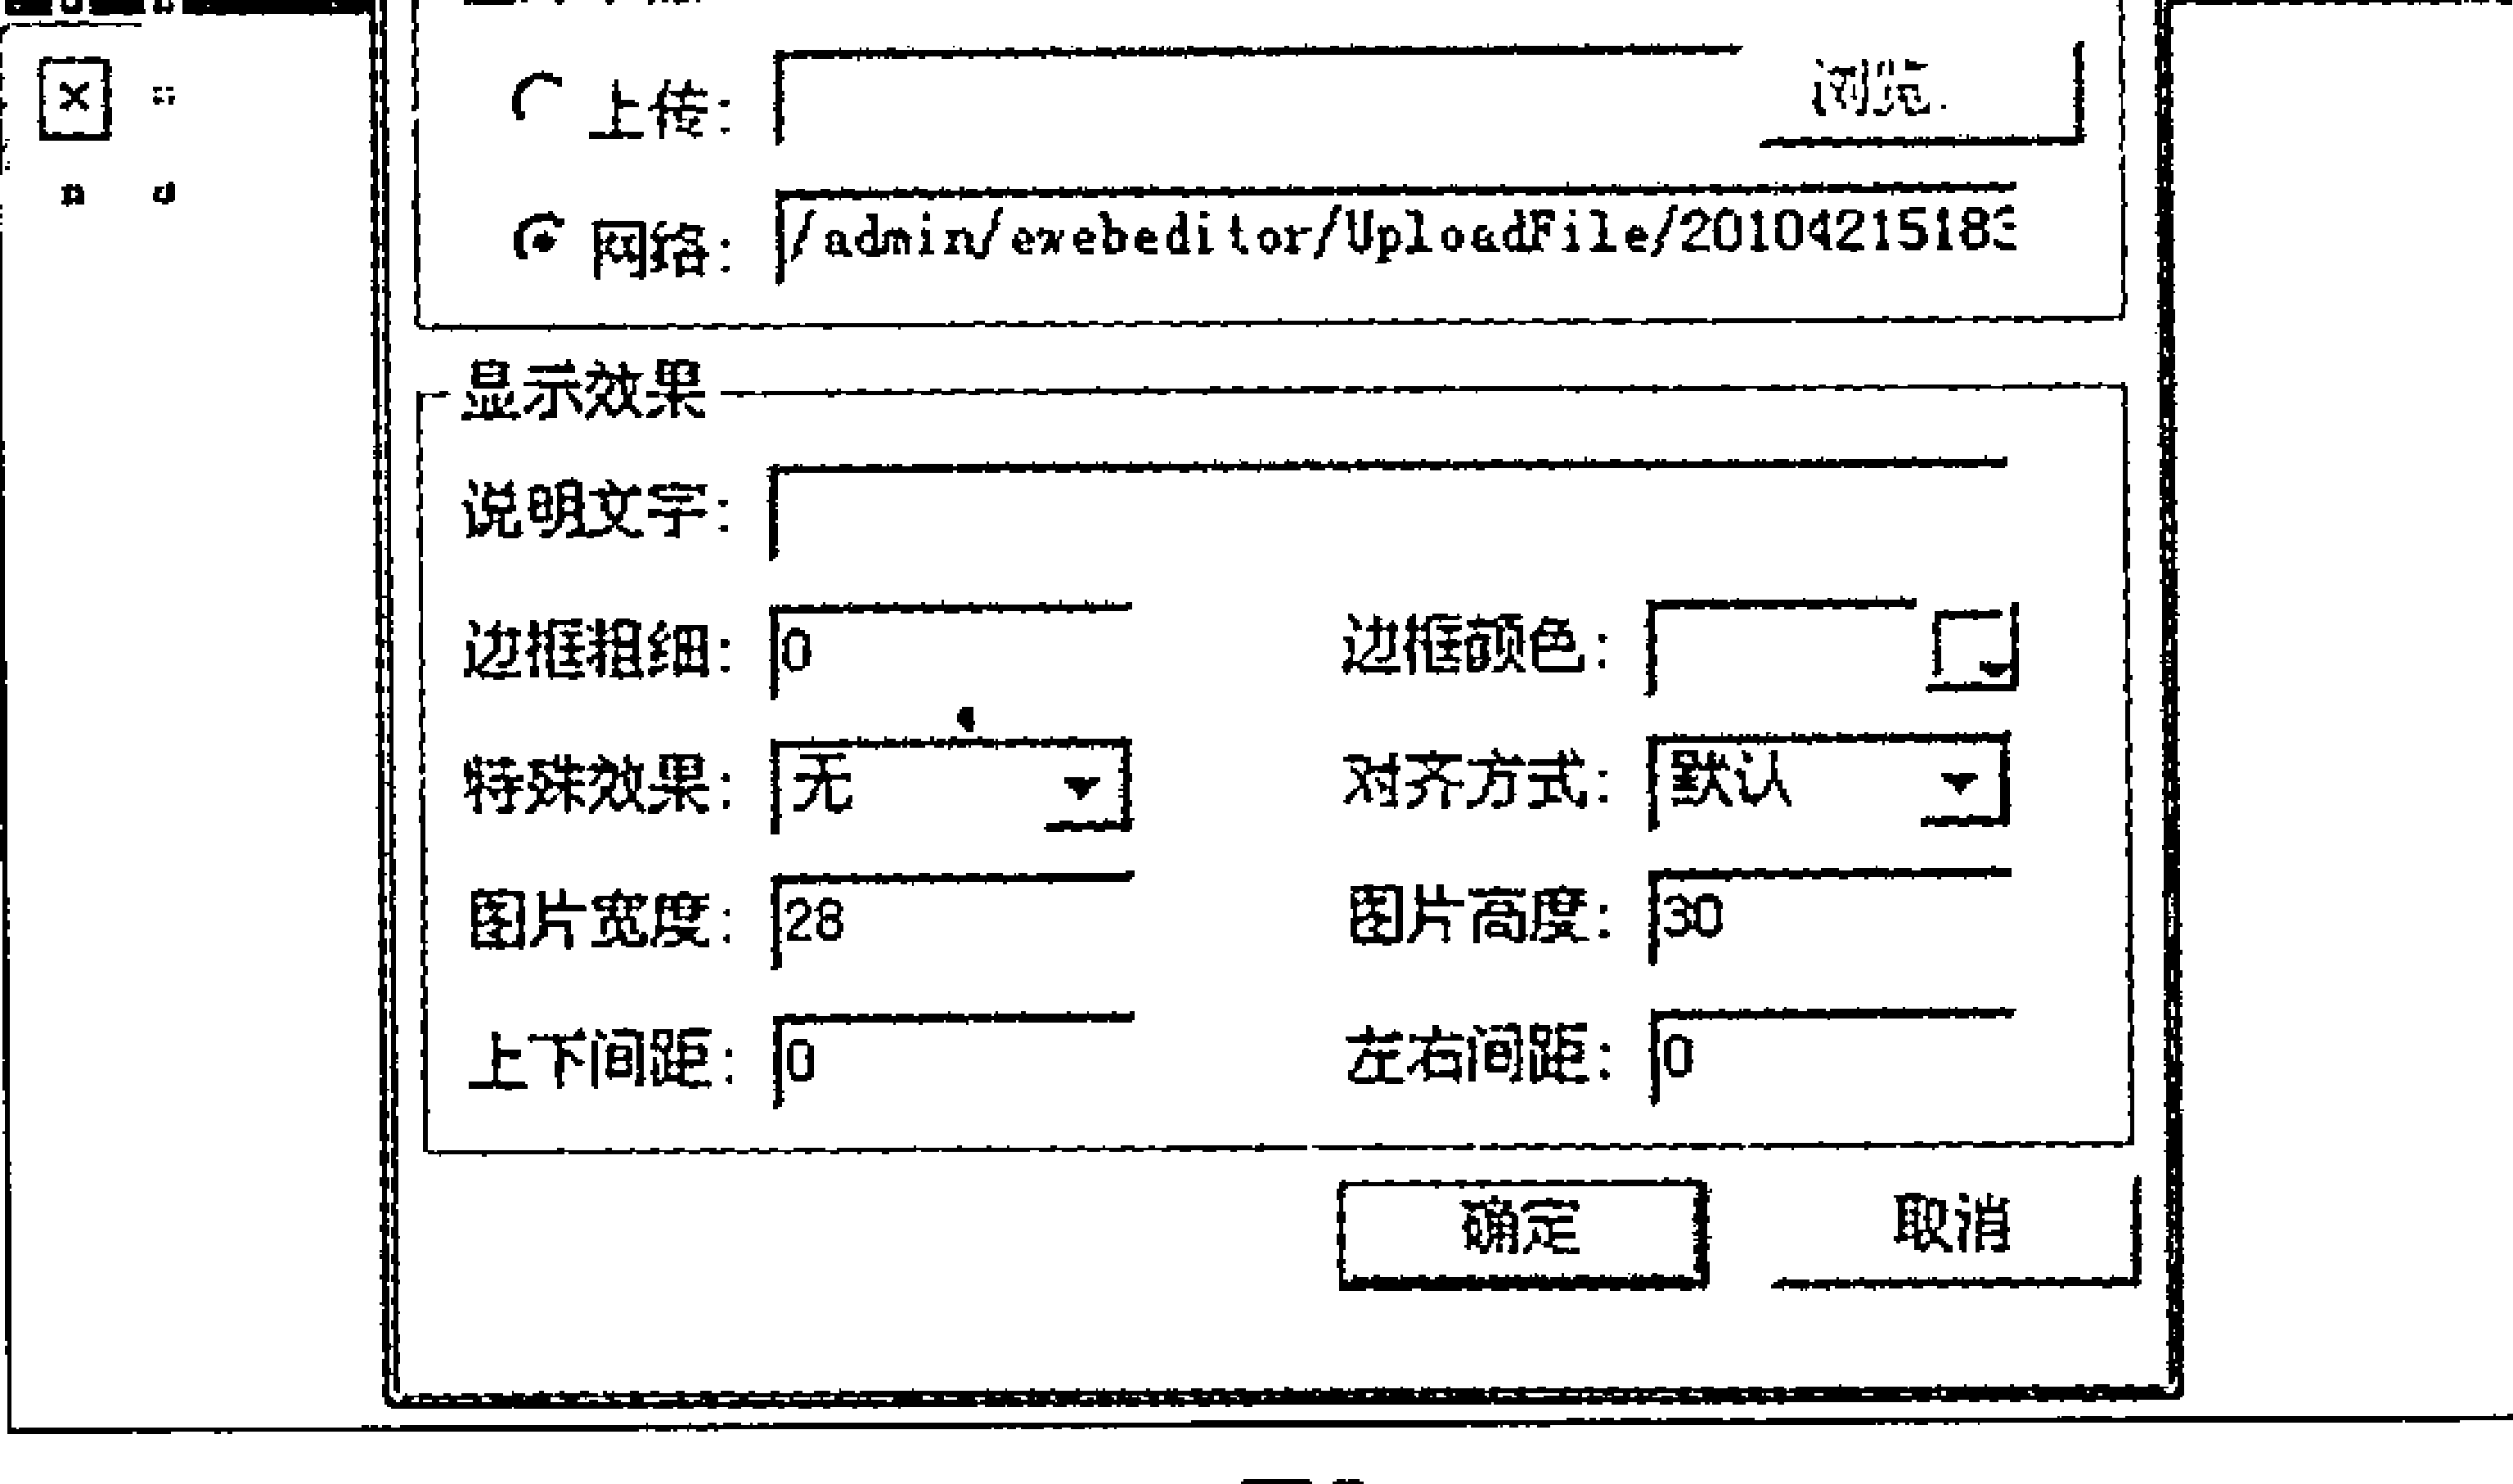 上传: 浏览.
网络: /admin/ewebeditor/UploadFile/2010421518
显示效果
说明文字:
边框粗细: 0 边框颜色:
特殊效果: 无 对齐方式: 默认
图片宽度: 28 图片高度: 30
上下间距: 0 左右间距: 0
确定 取消